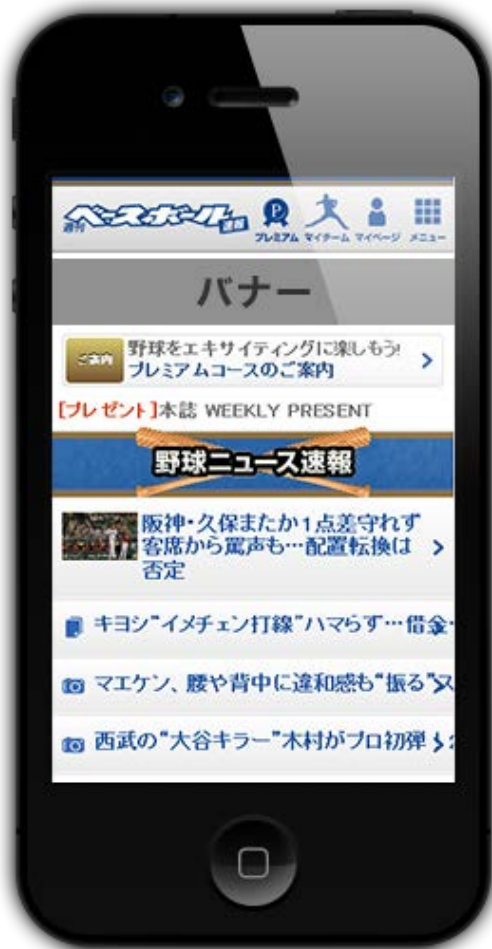 週刊ベースボール
プレミアム マイチーム マイページ メニュー
バナー
ご案内 野球をエキサイティングに楽しもう!
プレミアムコースのご案内
[プレゼント]本誌 WEEKLY PRESENT
野球ニュース速報
阪神・久保またか1点差守れず
客席から罵声も…配置転換は
否定
キヨシ"イメチェン打線"ハマらず…借金
マエケン、腰や背中に違和感も"振る"
西武の"大谷キラー"木村がプロ初弾